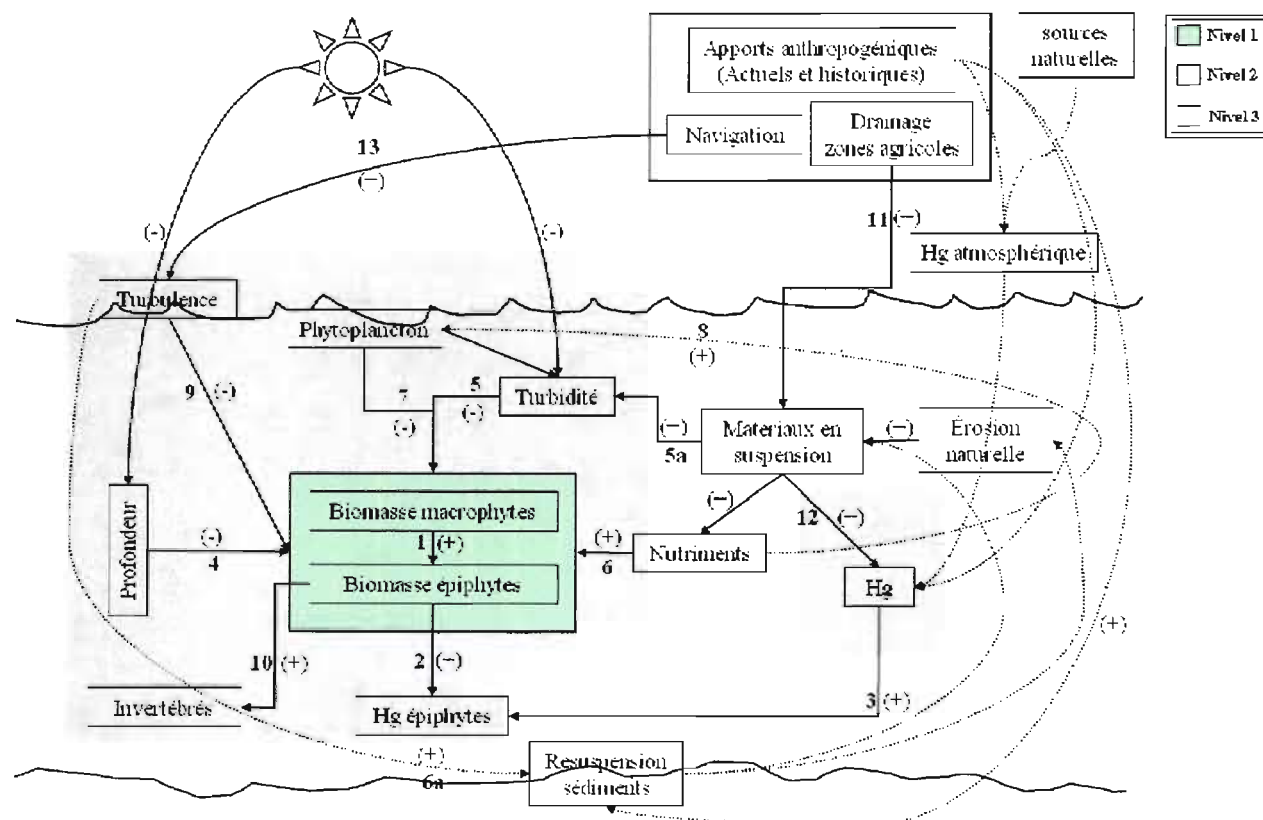 Apports anthropogéniques
(Actuels et historiques)
sources
naturelles
Nivel 1
Nivel 2
Nivel 3
Navigation
Drainage
zones agricoles
13
(−)
11 (−)
(-)
(-)
Hg atmosphérique
Turbulence
Phytoplancton
8
(+)
9 (-)
7
(-)
5
(-)
Turbidité
(−)
5a
Materiaux en
suspension
(−)
Érosion
naturelle
Profondeur
(-)
4
Biomasse macrophytes
1 (+)
Biomasse épiphytes
(+)
6
Nutriments
(−)
12 (−)
Hg
(+)
10 (+)
2 (−)
3 (+)
Invertébrés
Hg épiphytes
(+)
6a
Resuspension
sédiments